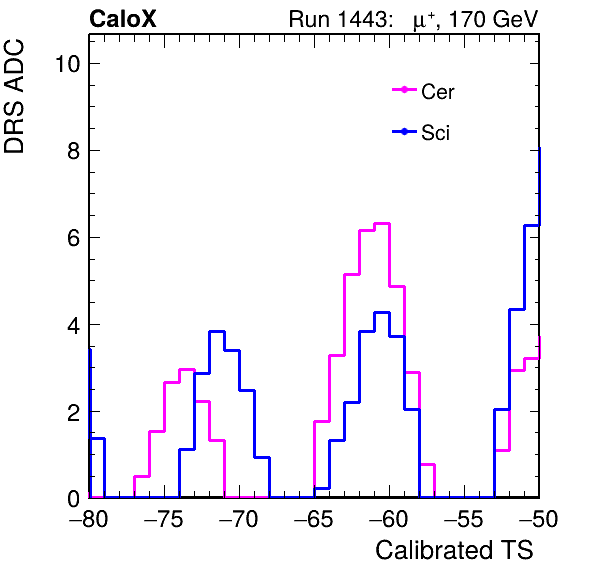 CaloX Run 1443: μ⁺, 170 GeV
DRS ADC
10
8
6
4
2
0
Cer
Sci
−80 −75 −70 −65 −60 −55 −50
Calibrated TS